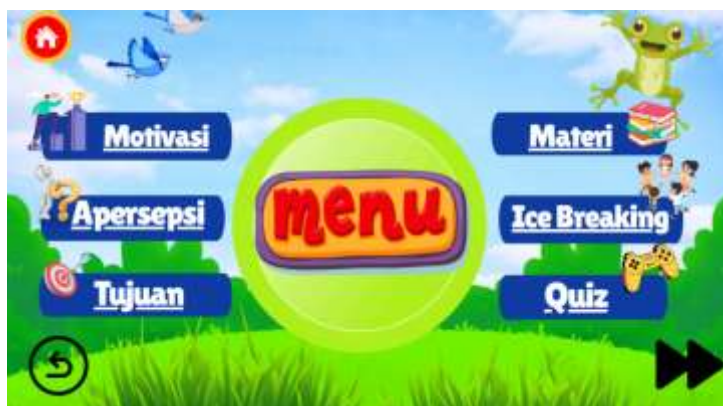 Motivasi
Apersepsi
Tujuan
menu
Materi
Ice Breaking
Quiz